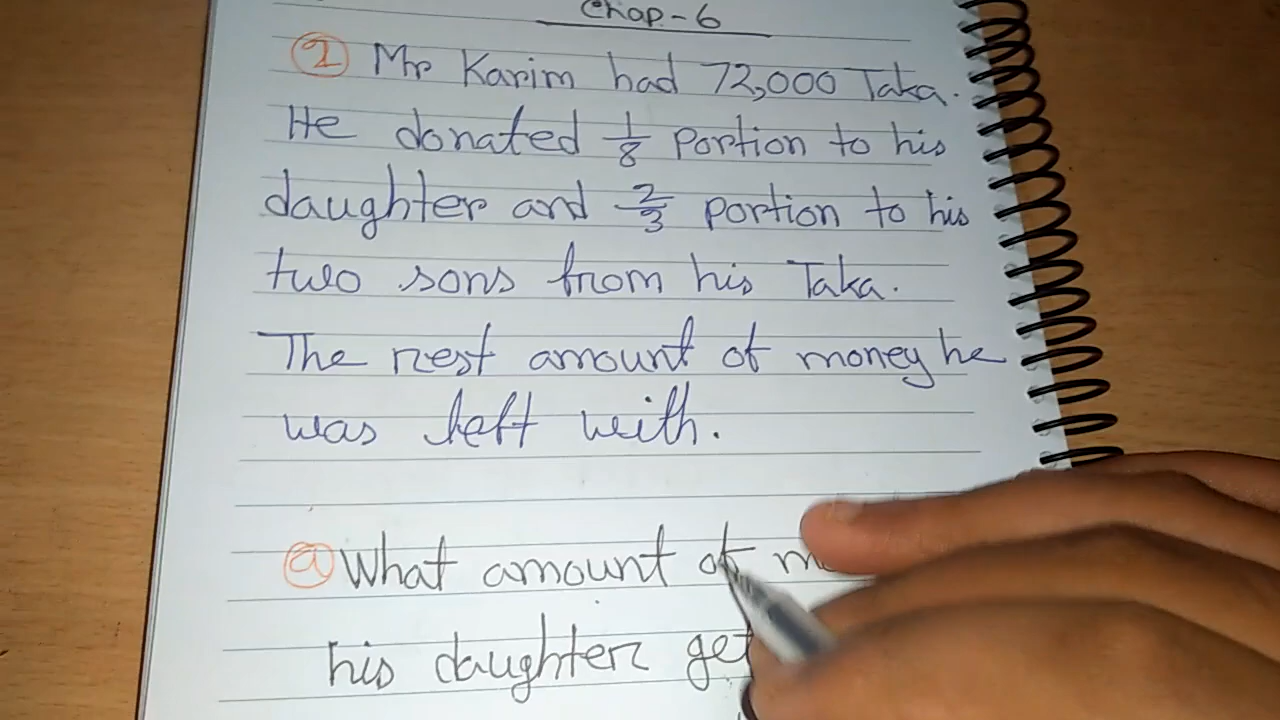 Chap-6
2 Mr Karim had 72,000 Taka.
He donated 1/8 portion to his
daughter and 2/3 portion to his
two sons from his Taka.
The rest amount of money he
was left with.
a What amount of
his daughter get